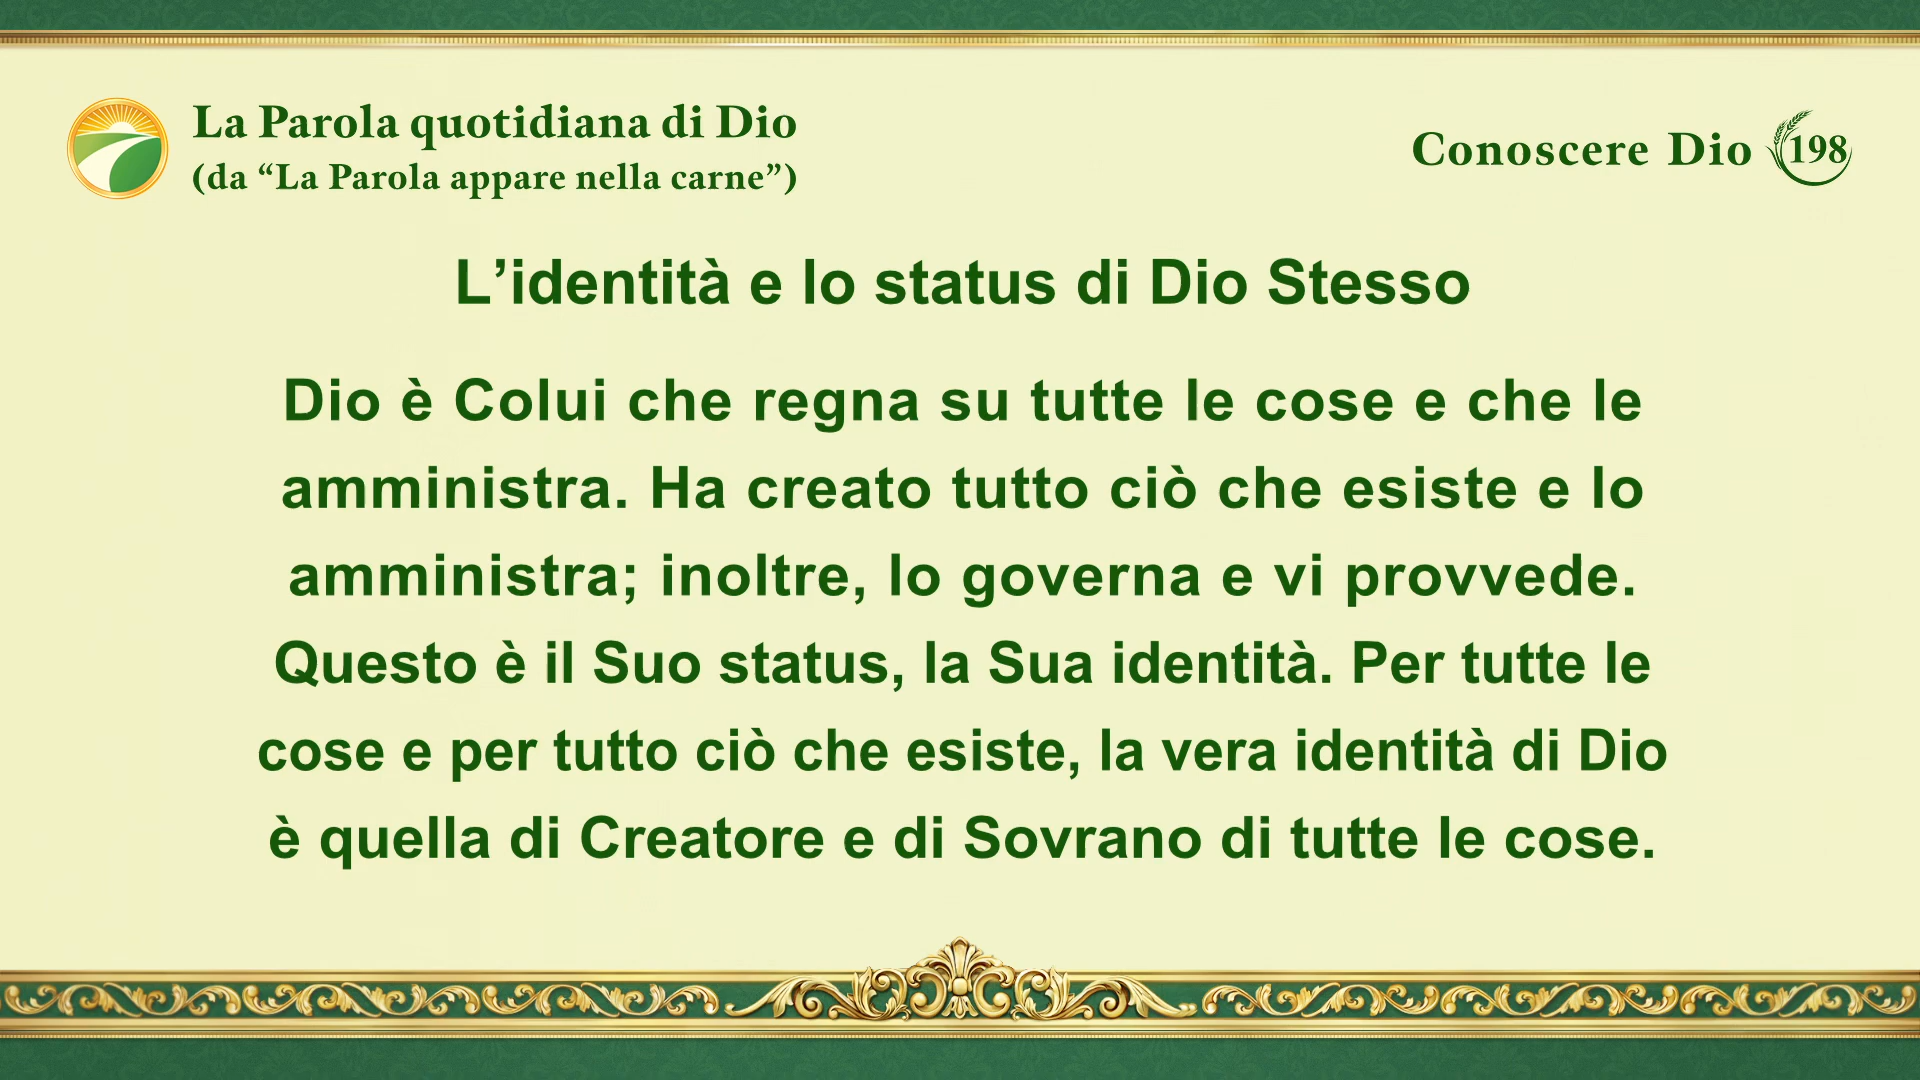 La Parola quotidiana di Dio
(da “La Parola appare nella carne”)
Conoscere Dio 198
L’identità e lo status di Dio Stesso
Dio è Colui che regna su tutte le cose e che le
amministra. Ha creato tutto ciò che esiste e lo
amministra; inoltre, lo governa e vi provvede.
Questo è il Suo status, la Sua identità. Per tutte le
cose e per tutto ciò che esiste, la vera identità di Dio
è quella di Creatore e di Sovrano di tutte le cose.